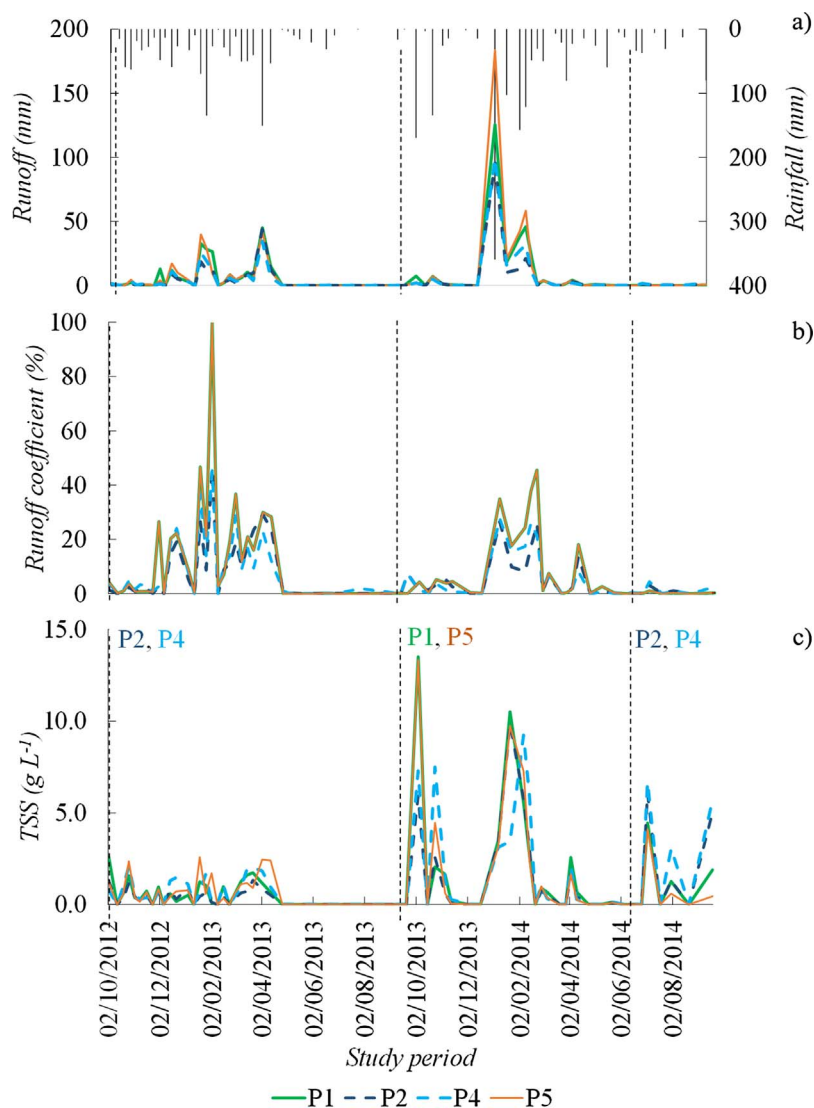 a)
200
150
100
50
0
Runoff (mm)
0
100
200
300
400
Rainfall (mm)
b)
100
80
60
40
20
0
Runoff coefficient (%)
c)
P2, P4
P1, P5
P2, P4
15.0
10.0
5.0
0.0
TSS (g L-1)
02/10/2012
02/12/2012
02/02/2013
02/04/2013
02/06/2013
02/08/2013
02/10/2013
02/12/2013
02/02/2014
02/04/2014
02/06/2014
02/08/2014
Study period
P1 P2 P4 P5